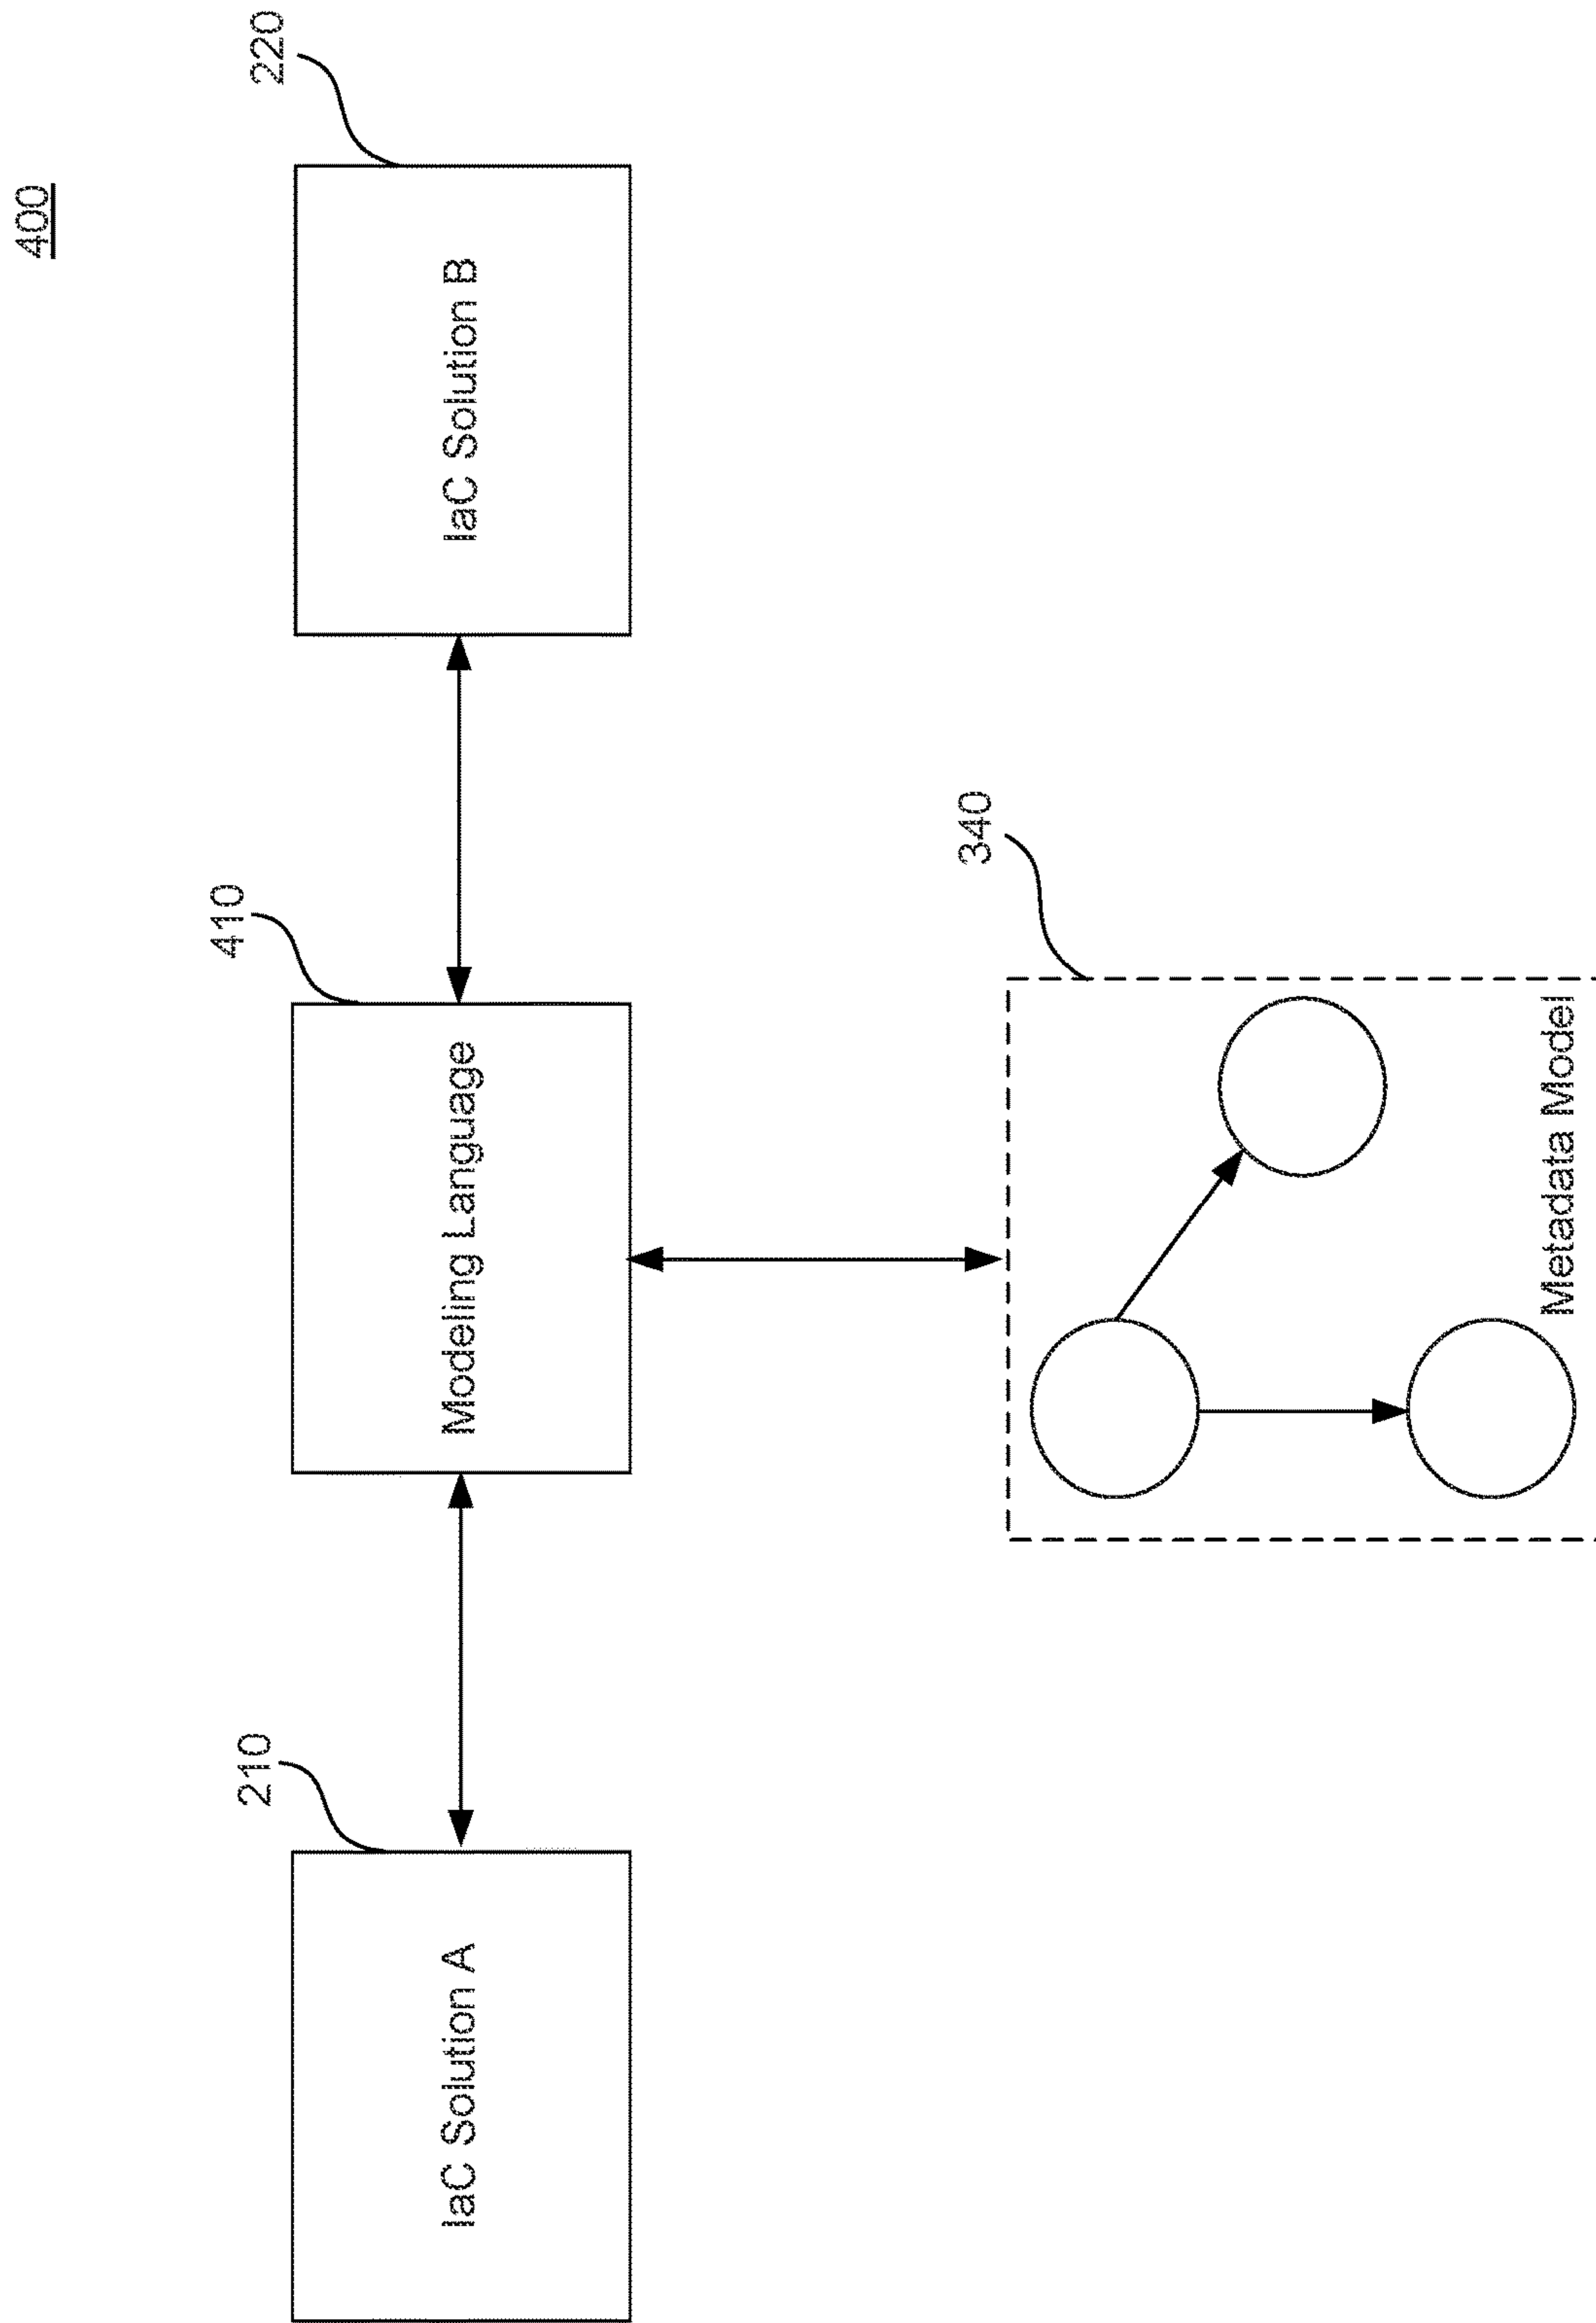 400
210
410
220
IaC Solution A
Modeling Language
IaC Solution B
340
Metadata Model